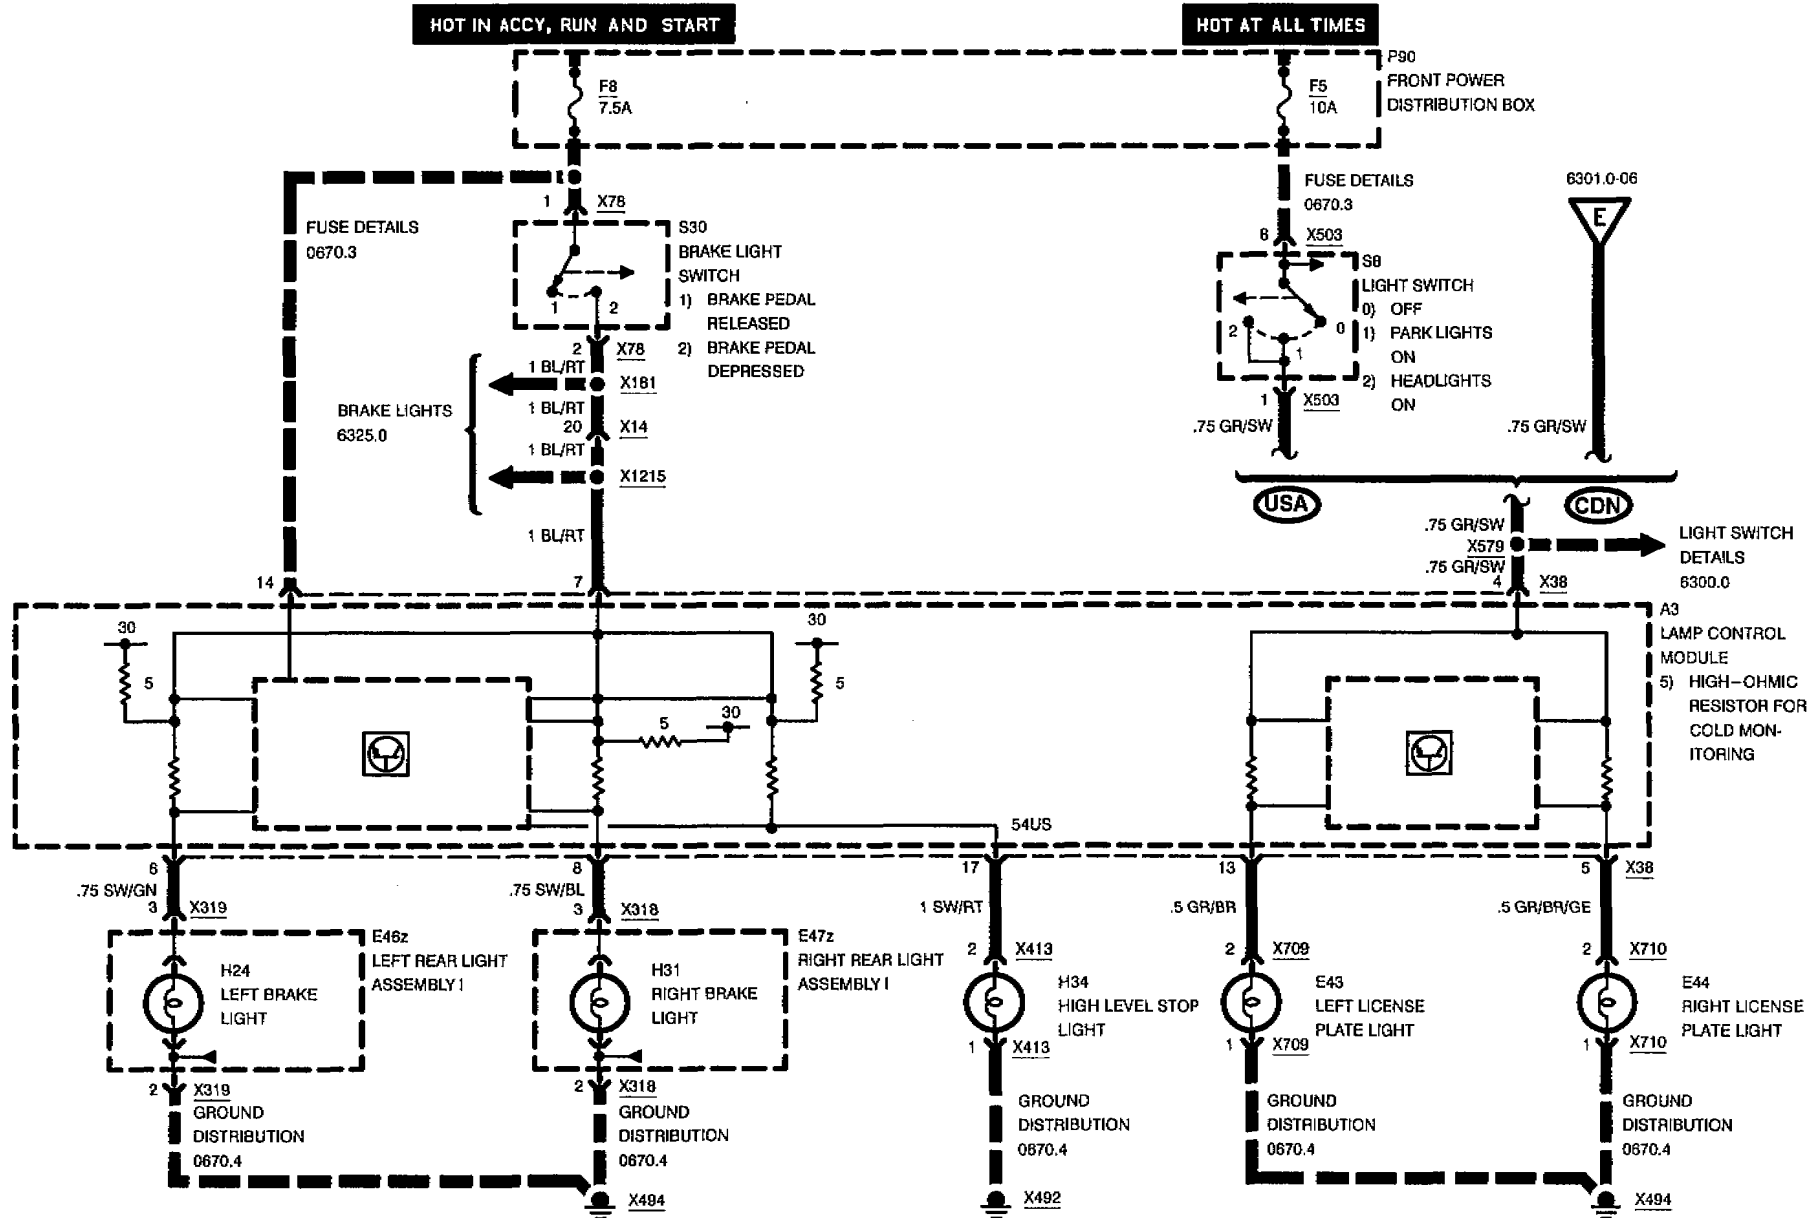 HOT IN ACCY, RUN AND START
HOT AT ALL TIMES
P90
FRONT POWER
DISTRIBUTION BOX
F8
7.5A
F5
10A
FUSE DETAILS
0670.3
1
X78
S30
BRAKE LIGHT
SWITCH
1) BRAKE PEDAL
RELEASED
2) BRAKE PEDAL
DEPRESSED
1
2
2
X78
1 BL/RT
X181
1 BL/RT
20
X14
1 BL/RT
X1215
1 BL/RT
BRAKE LIGHTS
6325.0
FUSE DETAILS
0670.3
6
X503
S8
LIGHT SWITCH
0) OFF
1) PARK LIGHTS
ON
2) HEADLIGHTS
ON
2
0
1
1
X503
.75 GR/SW
6301.0-06
E
.75 GR/SW
USA
CDN
.75 GR/SW
X579
.75 GR/SW
LIGHT SWITCH
DETAILS
6300.0
14
7
4
X38
A3
LAMP CONTROL
MODULE
5) HIGH-OHMIC
RESISTOR FOR
COLD MON-
ITORING
30
5
30
5
5
30
54US
6
8
17
13
5
X38
.75 SW/GN
.75 SW/BL
1 SW/RT
.5 GR/BR
.5 GR/BR/GE
3
X319
3
X318
2
X413
2
X709
2
X710
E46z
LEFT REAR LIGHT
ASSEMBLY I
H24
LEFT BRAKE
LIGHT
E47z
RIGHT REAR LIGHT
ASSEMBLY I
H31
RIGHT BRAKE
LIGHT
H34
HIGH LEVEL STOP
LIGHT
E43
LEFT LICENSE
PLATE LIGHT
E44
RIGHT LICENSE
PLATE LIGHT
1
X413
1
X709
1
X710
2
X319
2
X318
GROUND
DISTRIBUTION
0670.4
GROUND
DISTRIBUTION
0670.4
GROUND
DISTRIBUTION
0670.4
GROUND
DISTRIBUTION
0670.4
GROUND
DISTRIBUTION
0670.4
X494
X492
X494